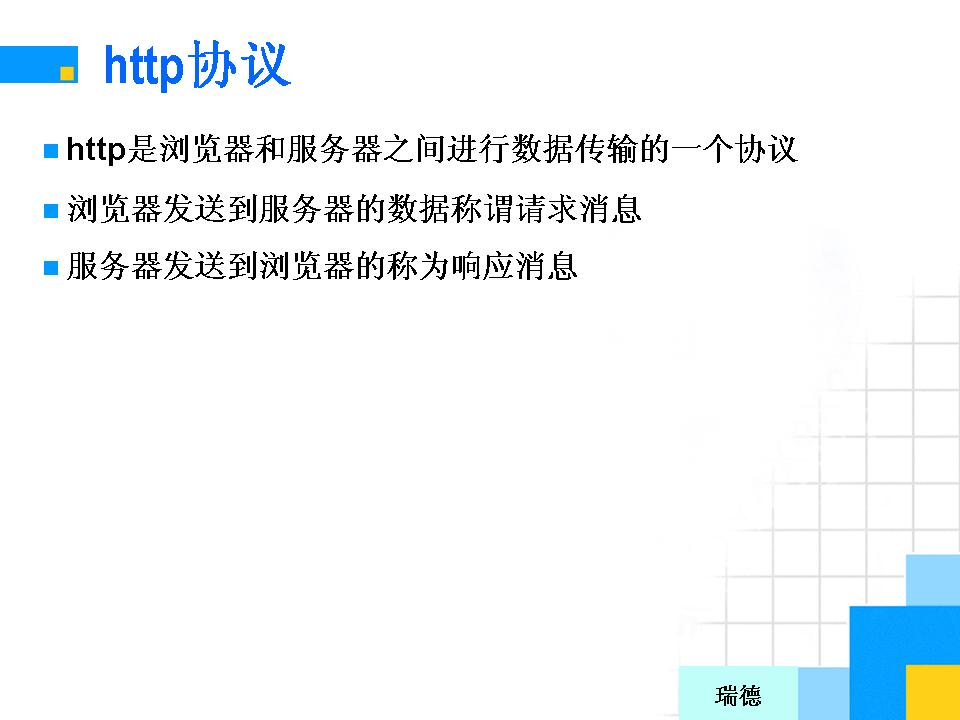 http协议
http是浏览器和服务器之间进行数据传输的一个协议
浏览器发送到服务器的数据称谓请求消息
服务器发送到浏览器的称为响应消息
瑞德